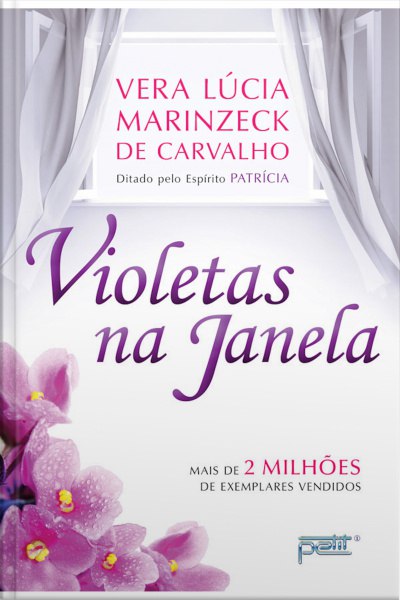 VERA LÚCIA
MARINZECK
DE CARVALHO
Ditado pelo Espírito PATRÍCIA
Violetas
na Janela
MAIS DE 2 MILHÕES
DE EXEMPLARES VENDIDOS
petit